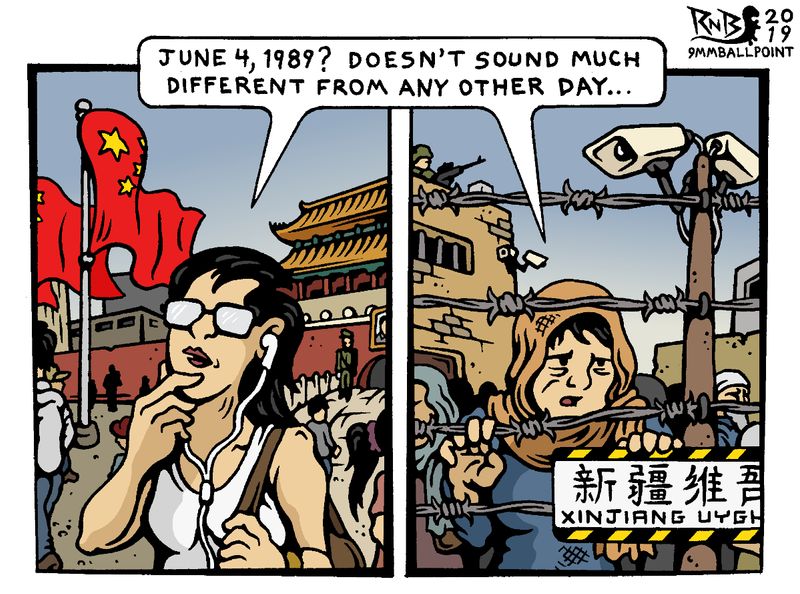 RNB 2019
9MMBALLPOINT
JUNE 4, 1989? DOESN'T SOUND MUCH
DIFFERENT FROM ANY OTHER DAY...
新疆维吾
XINJIANG UYGH